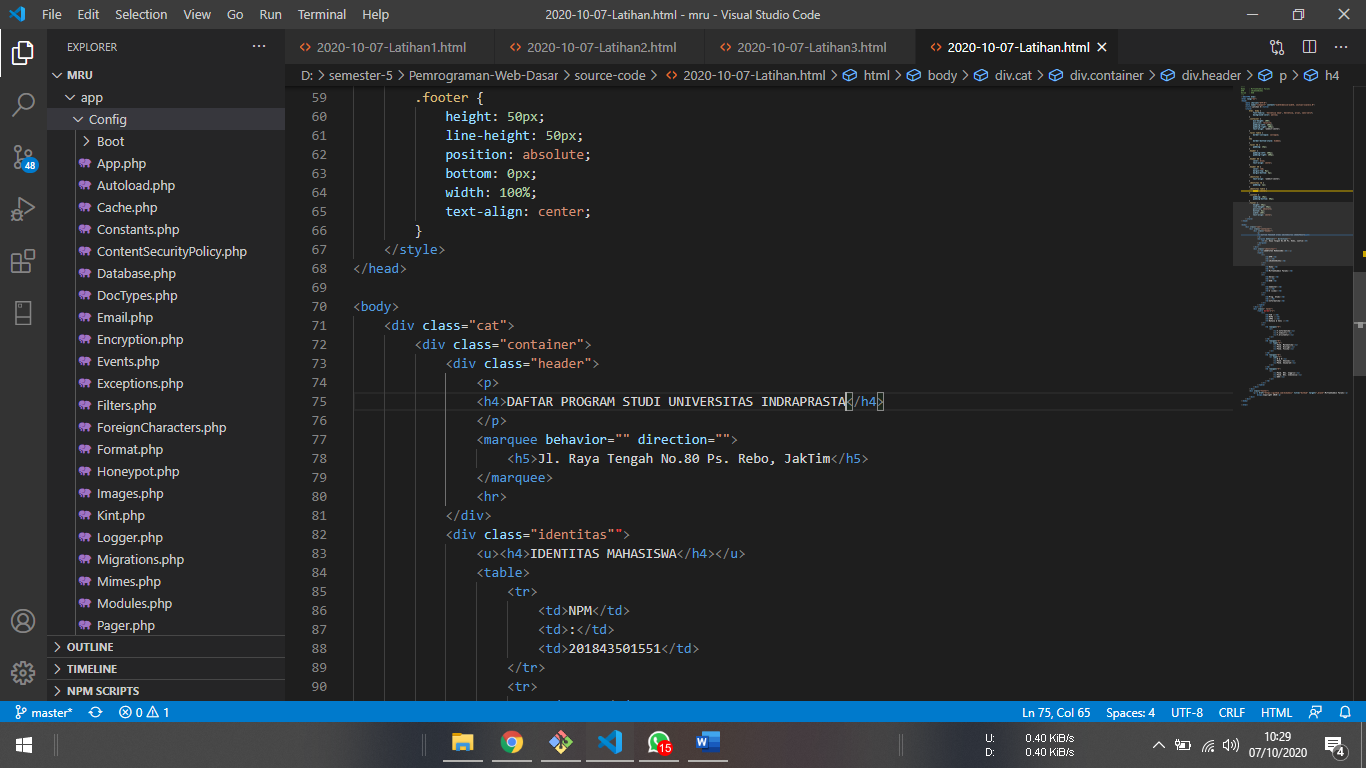 File Edit Selection View Go Run Terminal Help 2020-10-07-Latihan.html - mru - Visual Studio Code
EXPLORER
MRU
app
Config
Boot
App.php
Autoload.php
Cache.php
Constants.php
ContentSecurityPolicy.php
Database.php
DocTypes.php
Email.php
Encryption.php
Events.php
Exceptions.php
Filters.php
ForeignCharacters.php
Format.php
Honeypot.php
Images.php
Kint.php
Logger.php
Migrations.php
Mimes.php
Modules.php
Pager.php
OUTLINE
TIMELINE
NPM SCRIPTS
48
2020-10-07-Latihan1.html 2020-10-07-Latihan2.html 2020-10-07-Latihan3.html 2020-10-07-Latihan.html
D: > semester-5 > Pemrograman-Web-Dasar > source-code > 2020-10-07-Latihan.html > html > body > div.cat > div.container > div.header > p > h4
59 .footer {
60 height: 50px;
61 line-height: 50px;
62 position: absolute;
63 bottom: 0px;
64 width: 100%;
65 text-align: center;
66 }
67 </style>
68 </head>
69
70 <body>
71 <div class="cat">
72 <div class="container">
73 <div class="header">
74 <p>
75 <h4>DAFTAR PROGRAM STUDI UNIVERSITAS INDRAPRASTA</h4>
76 </p>
77 <marquee behavior="" direction="">
78 <h5>Jl. Raya Tengah No.80 Ps. Rebo, JakTim</h5>
79 </marquee>
80 <hr>
81 </div>
82 <div class="identitas"">
83 <u><h4>IDENTITAS MAHASISWA</h4></u>
84 <table>
85 <tr>
86 <td>NPM</td>
87 <td>:</td>
88 <td>201843501551</td>
89 </tr>
90 <tr>
master* 0 1 Ln 75, Col 65 Spaces: 4 UTF-8 CRLF HTML
15
U: 0.40 KiB/s
D: 0.40 KiB/s
10:29
07/10/2020
4